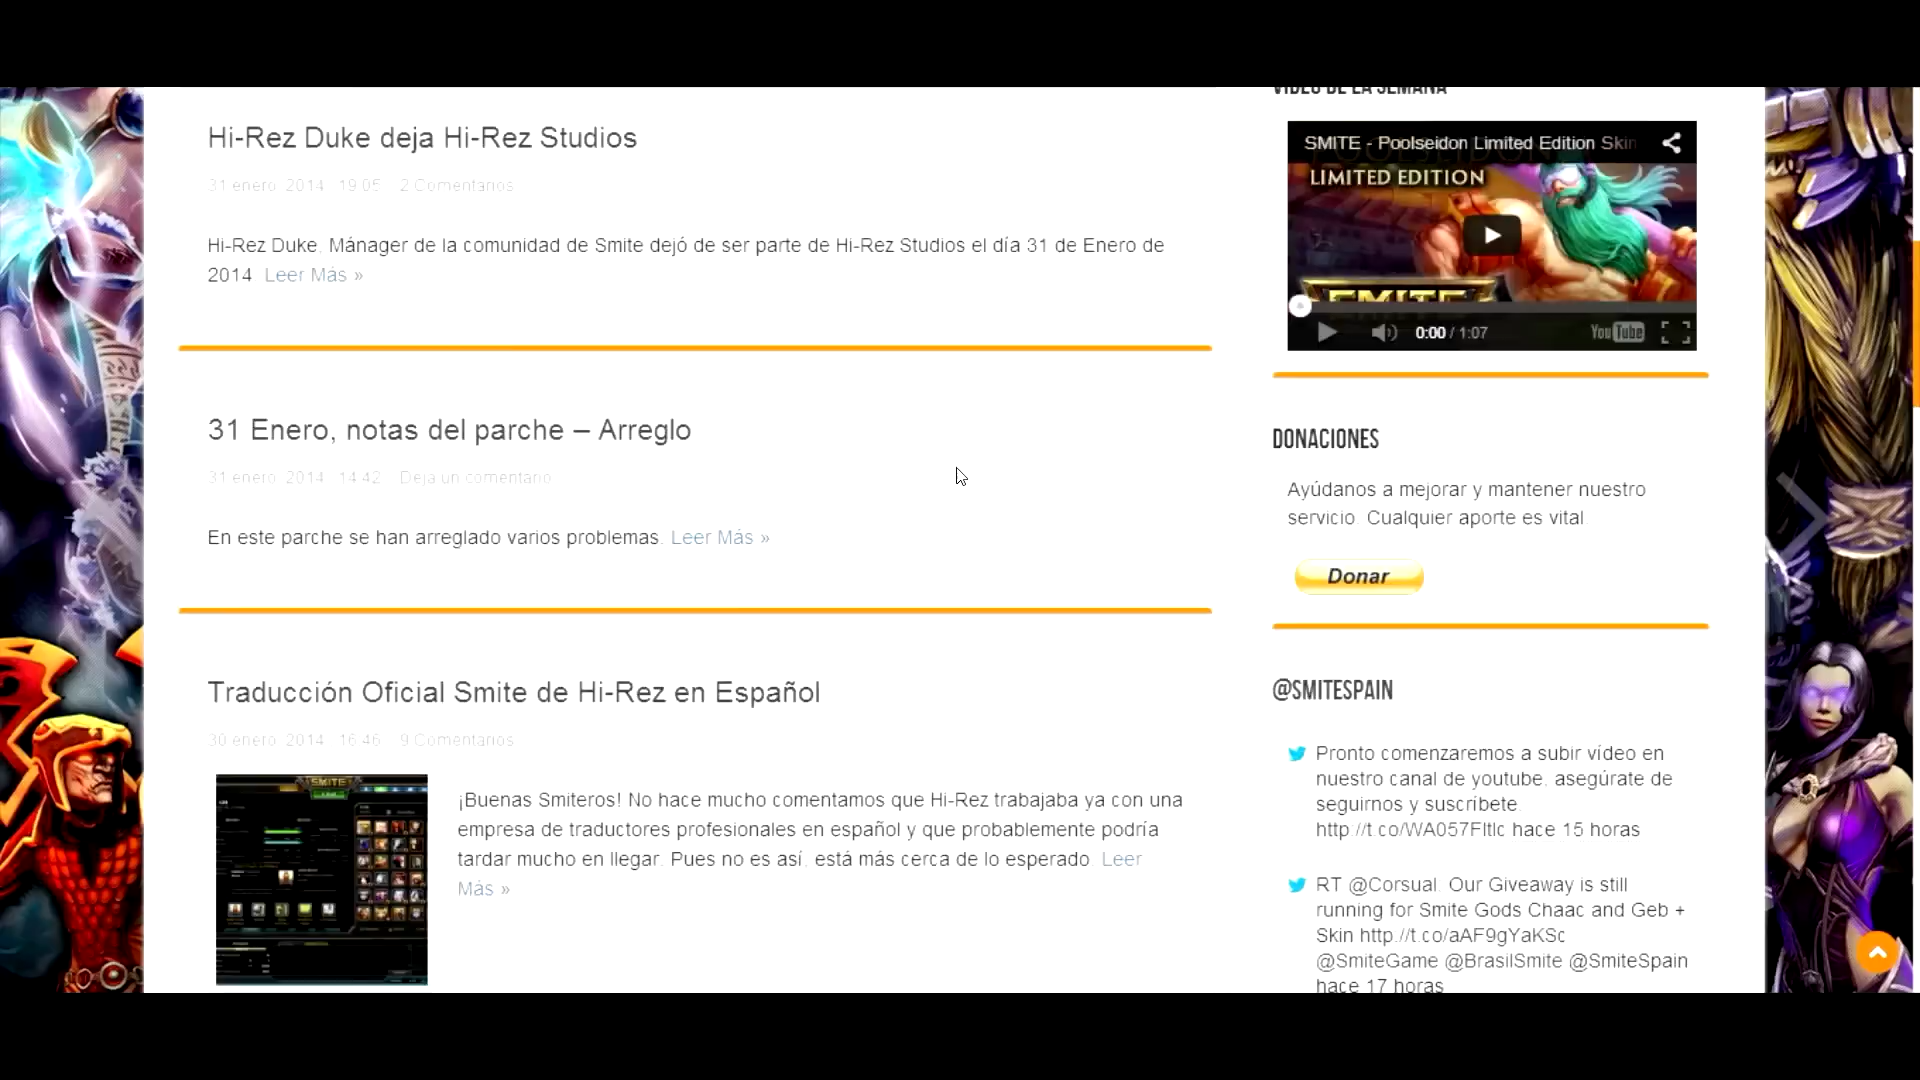 Hi-Rez Duke deja Hi-Rez Studios
31 enero, 2014 19:05 2 Comentarios
Hi-Rez Duke, Mánager de la comunidad de Smite dejó de ser parte de Hi-Rez Studios el día 31 de Enero de
2014. Leer Más »
31 Enero, notas del parche – Arreglo
31 enero, 2014 14:42 Deja un comentario
En este parche se han arreglado varios problemas. Leer Más »
Traducción Oficial Smite de Hi-Rez en Español
30 enero, 2014 16:46 9 Comentarios
SMITE
¡Buenas Smiteros! No hace mucho comentamos que Hi-Rez trabajaba ya con una
empresa de traductores profesionales en español y que probablemente podría
tardar mucho en llegar. Pues no es así, está más cerca de lo esperado. Leer
Más »
VIDEO DE LA SEMANA
SMITE - Poolseidon Limited Edition Skin
LIMITED EDITION
SMITE
0:00 / 1:07
YouTube
DONACIONES
Ayúdanos a mejorar y mantener nuestro
servicio. Cualquier aporte es vital.
Donar
@SMITESPAIN
Pronto comenzaremos a subir vídeo en
nuestro canal de youtube, asegúrate de
seguirnos y suscríbete.
hace 15 horas
RT @Corsual: Our Giveaway is still
running for Smite Gods Chaac and Geb +
Skin http://t.co/aAF9gYaKSc
@SmiteGame @BrasilSmite @SmiteSpain
hace 17 horas